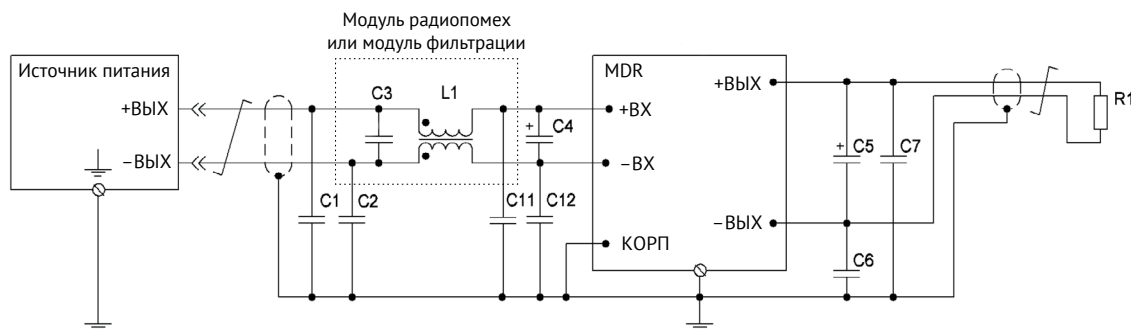 Модуль радиопомех
или модуль фильтрации
Источник питания
+ВЫХ
−ВЫХ
C3
L1
+
C4
C1
C2
C11
C12
MDR
+ВХ
−ВХ
КОРП
+ВЫХ
−ВЫХ
+
C5
C7
C6
R1